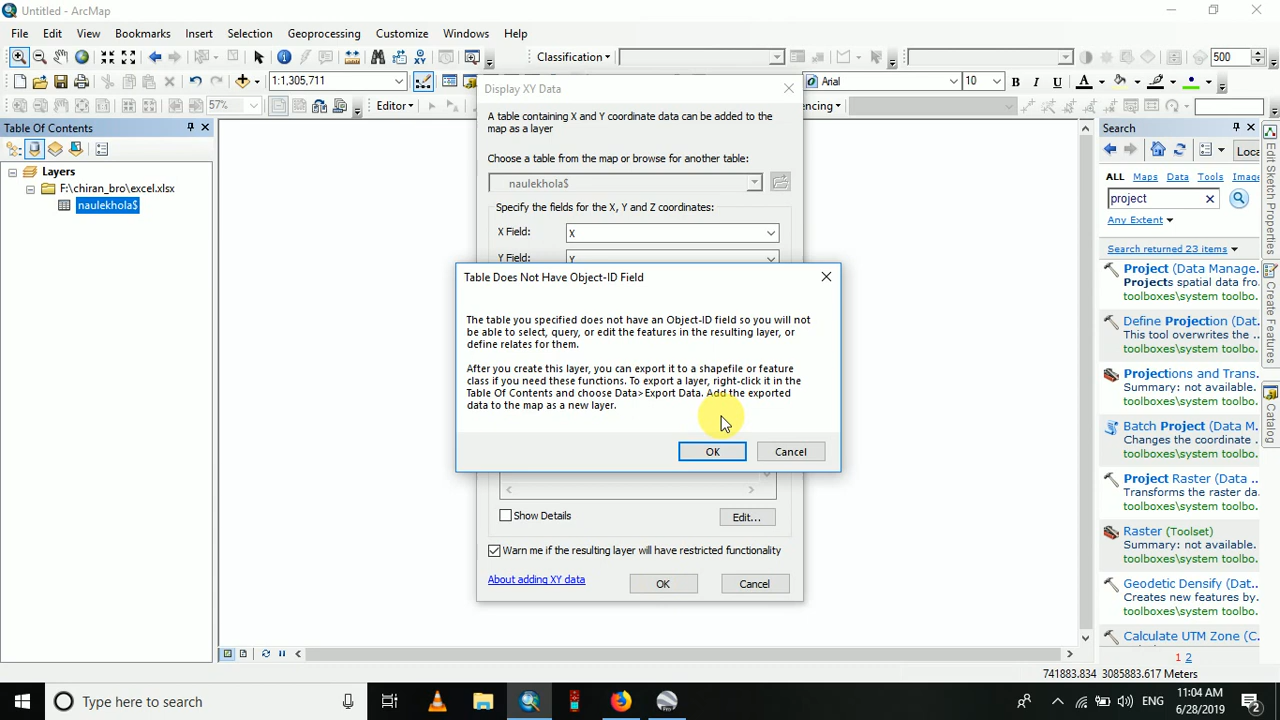 Untitled - ArcMap
File Edit View Bookmarks Insert Selection Geoprocessing Customize Windows Help
Classification
500
1:1,305,711
Arial
10
B I U A
57%
Editor
encing
Table Of Contents
Layers
F:\chiran_bro\excel.xlsx
naulekhola$
Display XY Data
A table containing X and Y coordinate data can be added to the
map as a layer
Choose a table from the map or browse for another table:
naulekhola$
Specify the fields for the X, Y and Z coordinates:
X Field:
X
Y Field:
Y
Table Does Not Have Object-ID Field
The table you specified does not have an Object-ID field so you will not
be able to select, query, or edit the features in the resulting layer, or
define relates for them.
After you create this layer, you can export it to a shapefile or feature
class if you need these functions. To export a layer, right-click it in the
Table Of Contents and choose Data>Export Data. Add the exported
data to the map as a new layer.
OK Cancel
Show Details
Edit...
Warn me if the resulting layer will have restricted functionality
About adding XY data
OK
Cancel
Search
Loca
ALL Maps Data Tools Image
project
Any Extent
Search returned 23 items
Project (Data Manage...
Projects spatial data fro...
toolboxes\system toolbo...
Define Projection (Dat...
This tool overwrites the ...
toolboxes\system toolbo...
Projections and Trans...
Summary: not available.
toolboxes\system toolbo...
Batch Project (Data M...
Changes the coordinate ...
toolboxes\system toolbo...
Project Raster (Data ...
Transforms the raster da...
toolboxes\system toolbo...
Raster (Toolset)
Summary: not available.
toolboxes\system toolbo...
Geodetic Densify (Dat...
Creates new features by...
toolboxes\system toolbo...
Calculate UTM Zone (C...
1 2
Edit Sketch Properties
Create Features
Catalog
741883.834 3085883.617 Meters
Type here to search
ENG
11:04 AM
6/28/2019
2